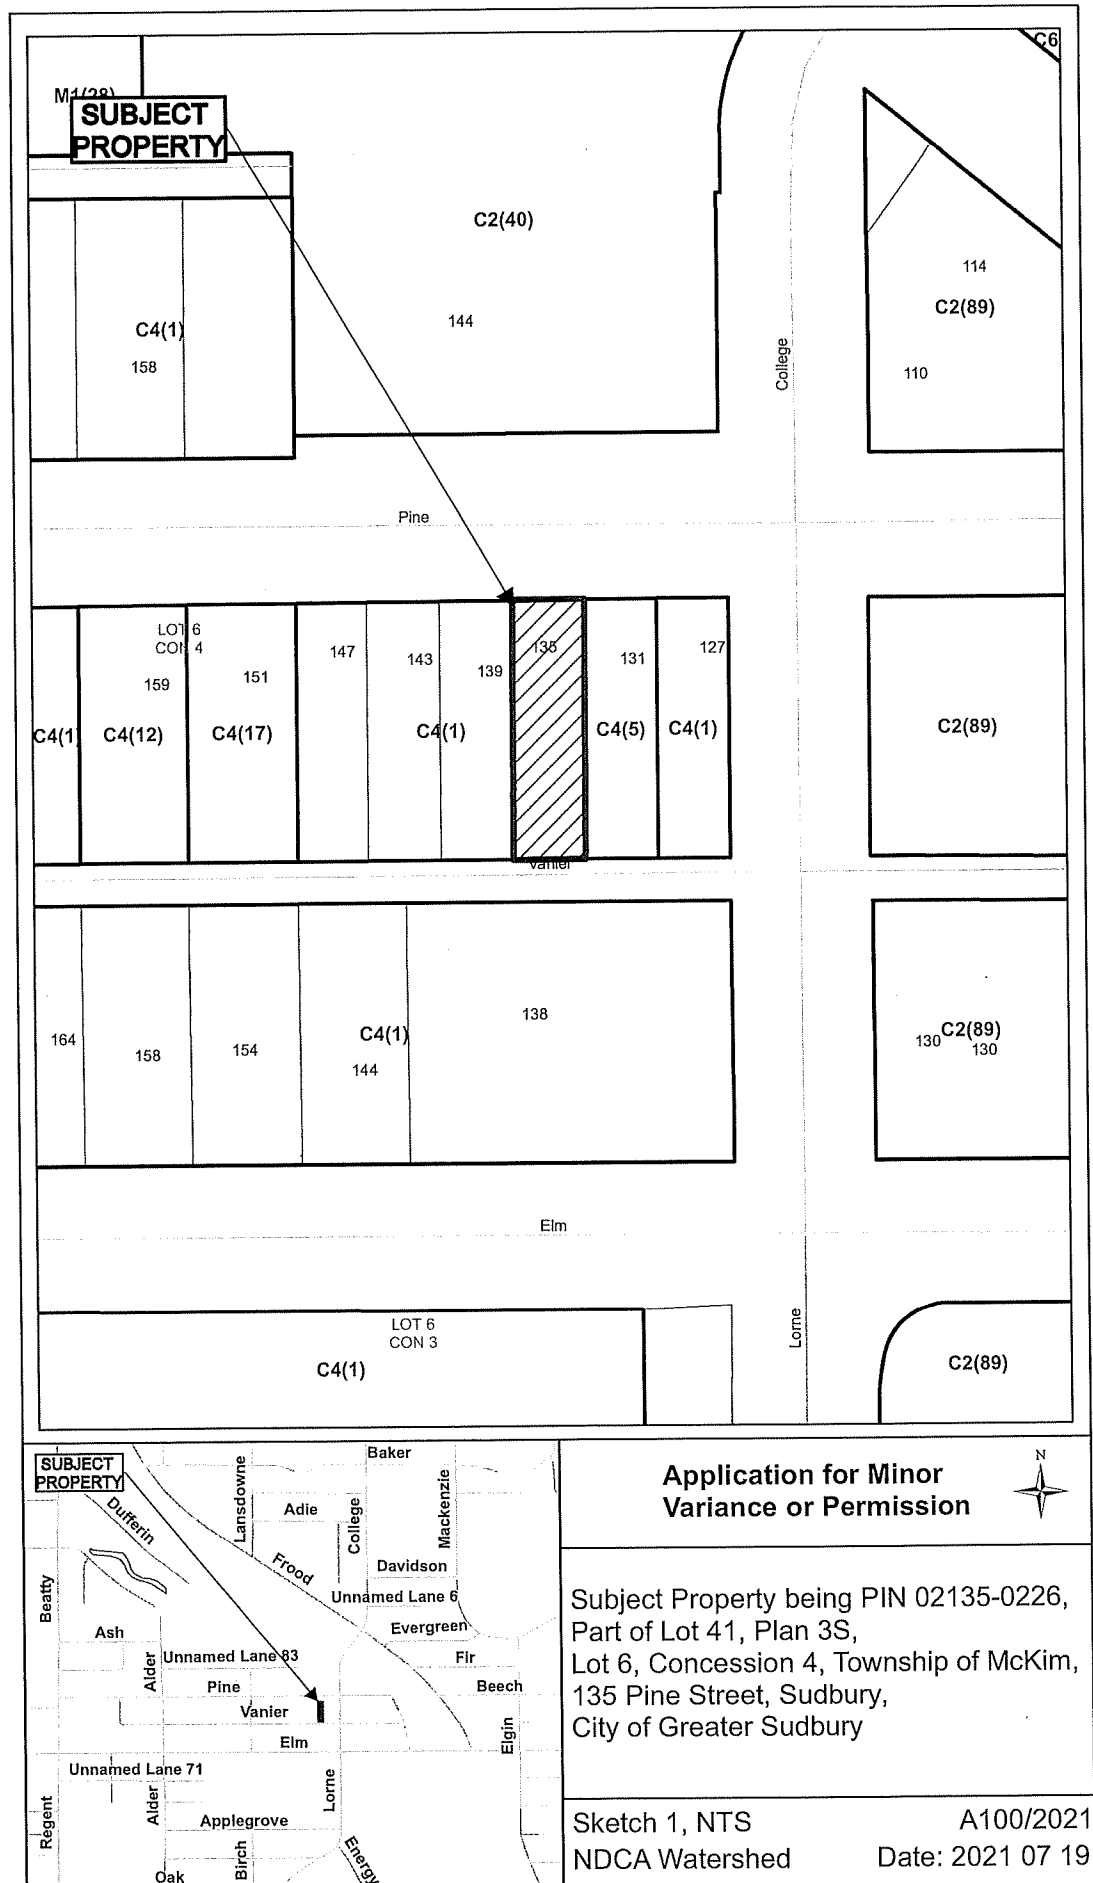 C6
M1(28)
SUBJECT
PROPERTY
C2(40)
114
C2(89)
C4(1)
144
158
College
110
Pine
LOT 6
CON 4
147
143
139
135
131
127
159
151
C4(1)
C4(12)
C4(17)
C4(1)
C4(5)
C4(1)
C2(89)
Vanier
164
158
154
C4(1)
144
138
C2(89)
130
130
Elm
Lorne
LOT 6
CON 3
C4(1)
C2(89)
SUBJECT
PROPERTY
Baker
Lansdowne
Adie
College
Mackenzie
Dufferin
Frood
Davidson
Unnamed Lane 6
Beatty
Evergreen
Ash
Alder
Unnamed Lane 83
Fir
Pine
Beech
Vanier
Elm
Elgin
Unnamed Lane 71
Alder
Lorne
Regent
Applegrove
Birch
Energy
Oak
N
Application for Minor
Variance or Permission
Subject Property being PIN 02135-0226,
Part of Lot 41, Plan 3S,
Lot 6, Concession 4, Township of McKim,
135 Pine Street, Sudbury,
City of Greater Sudbury
Sketch 1, NTS
A100/2021
NDCA Watershed
Date: 2021 07 19